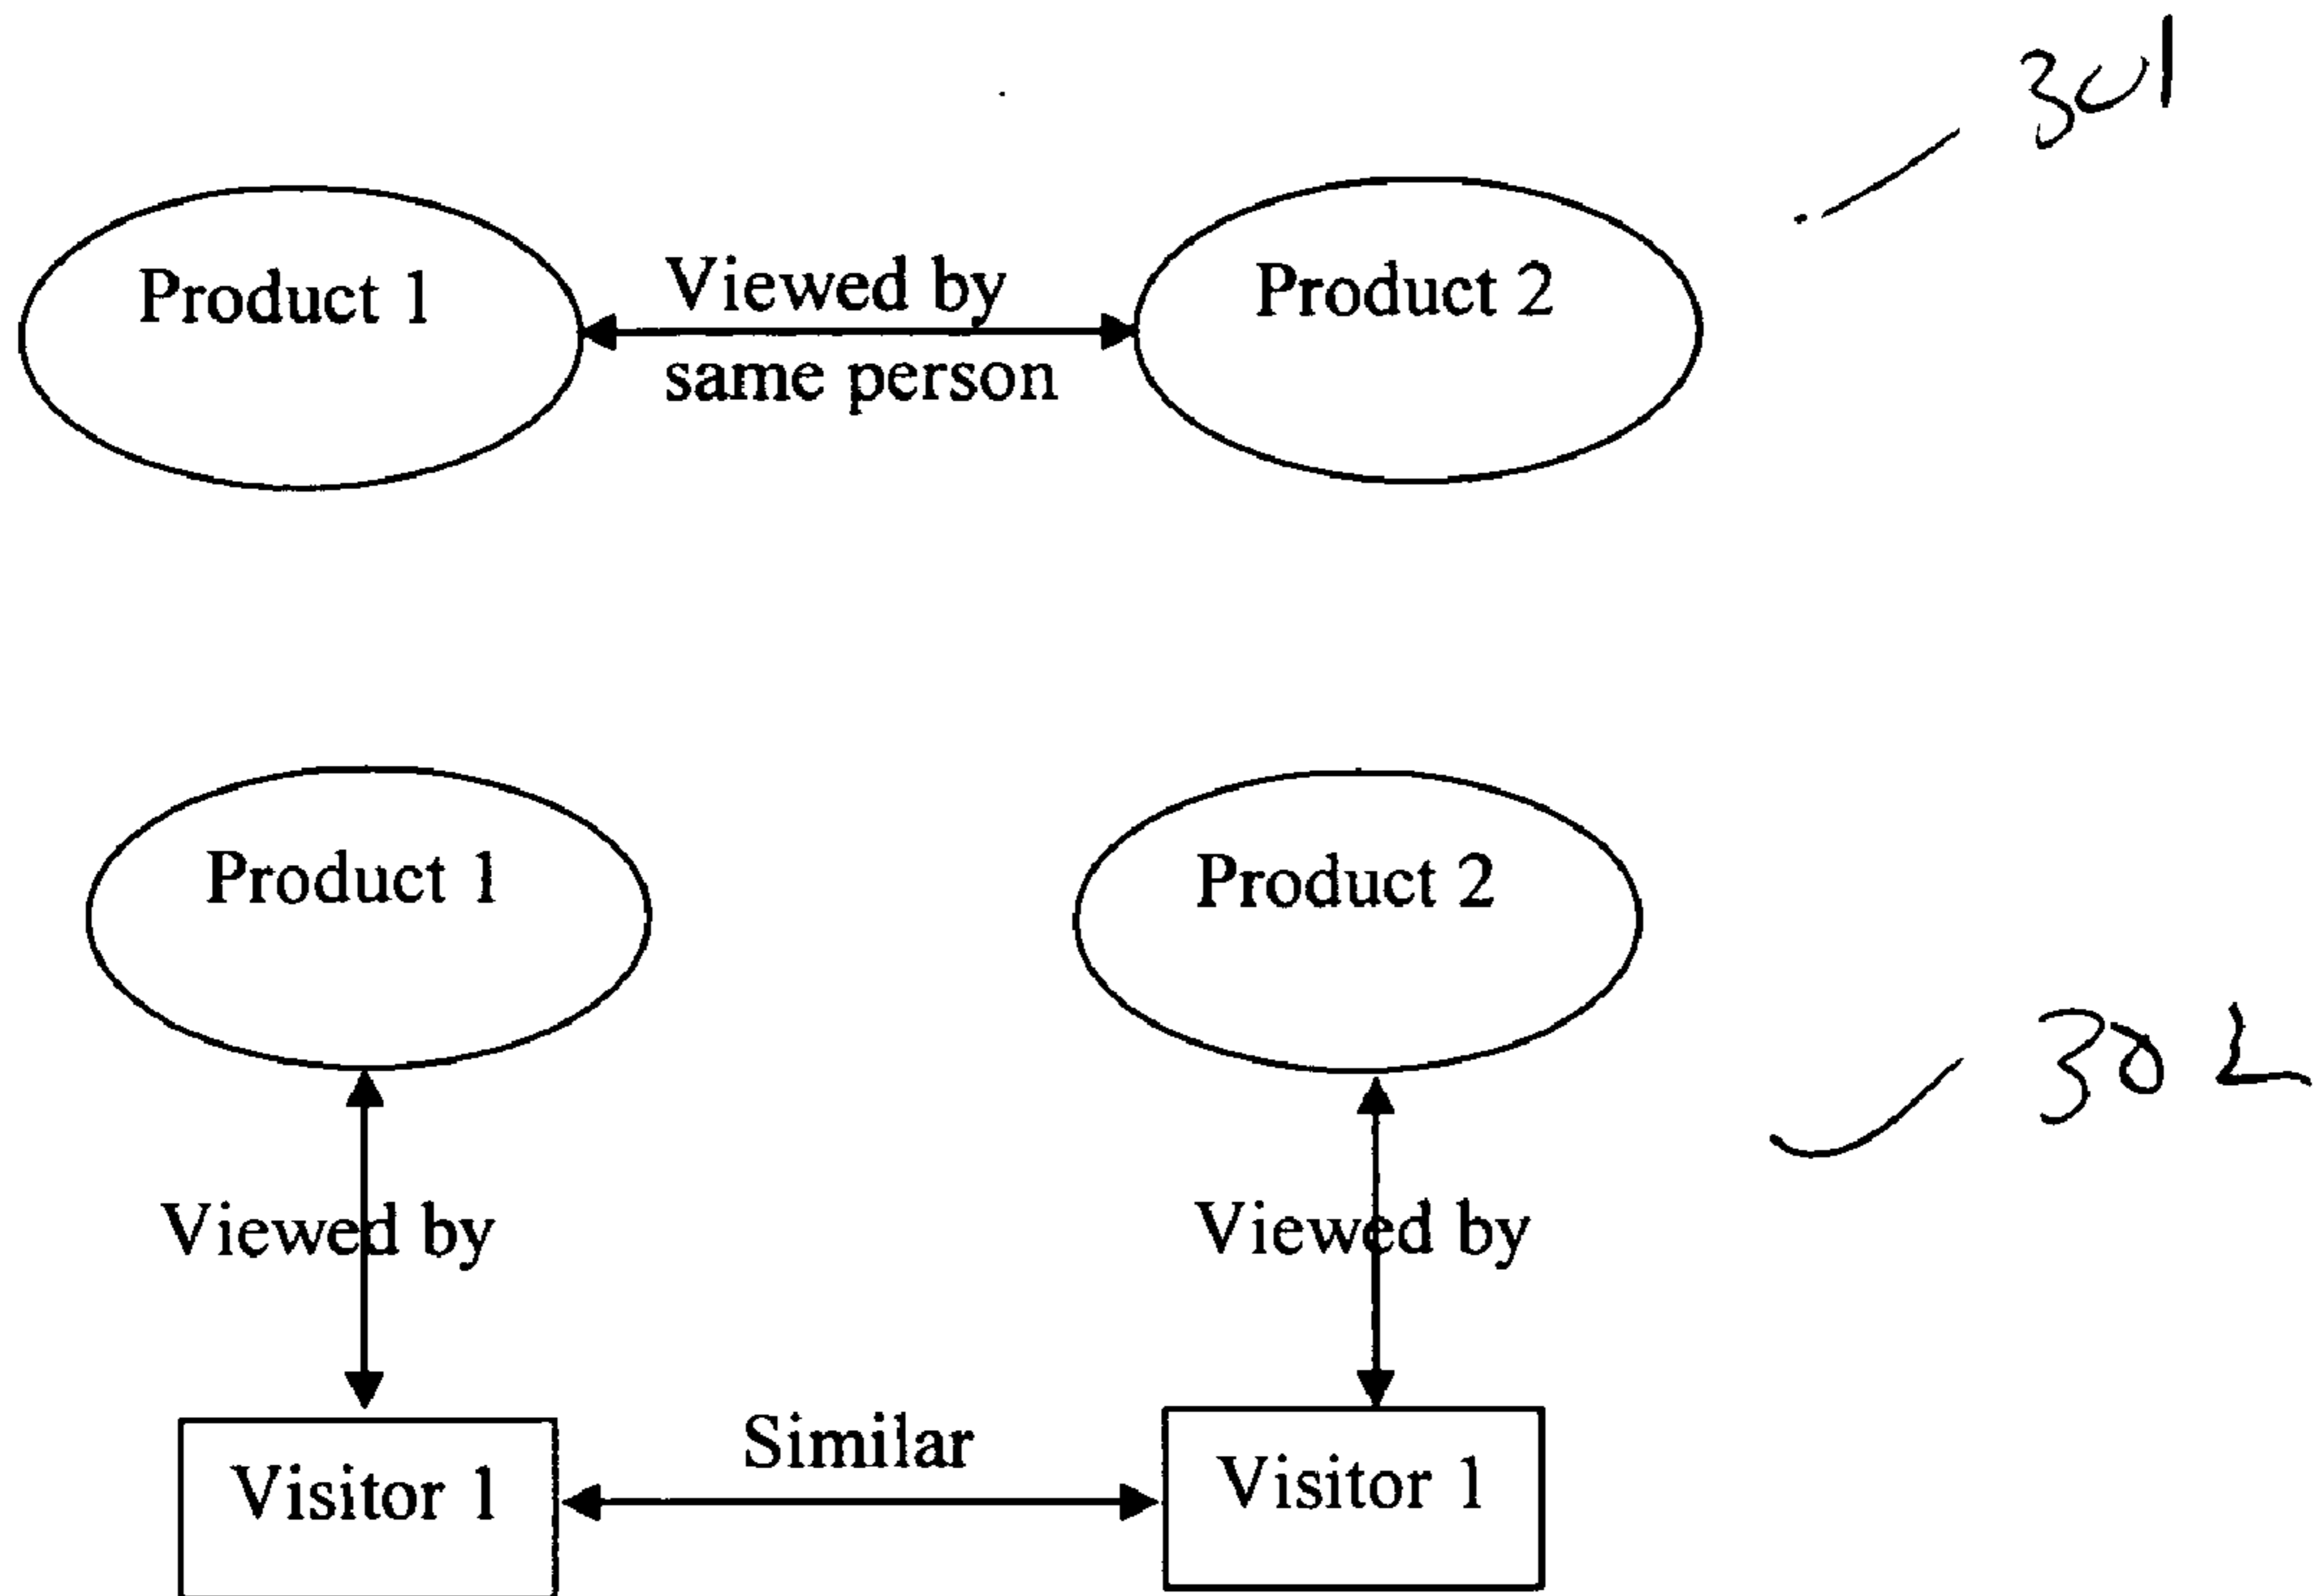 301
Product 1
Viewed by
same person
Product 2
Product 1
Product 2
302
Viewed by
Viewed by
Visitor 1
Similar
Visitor 1